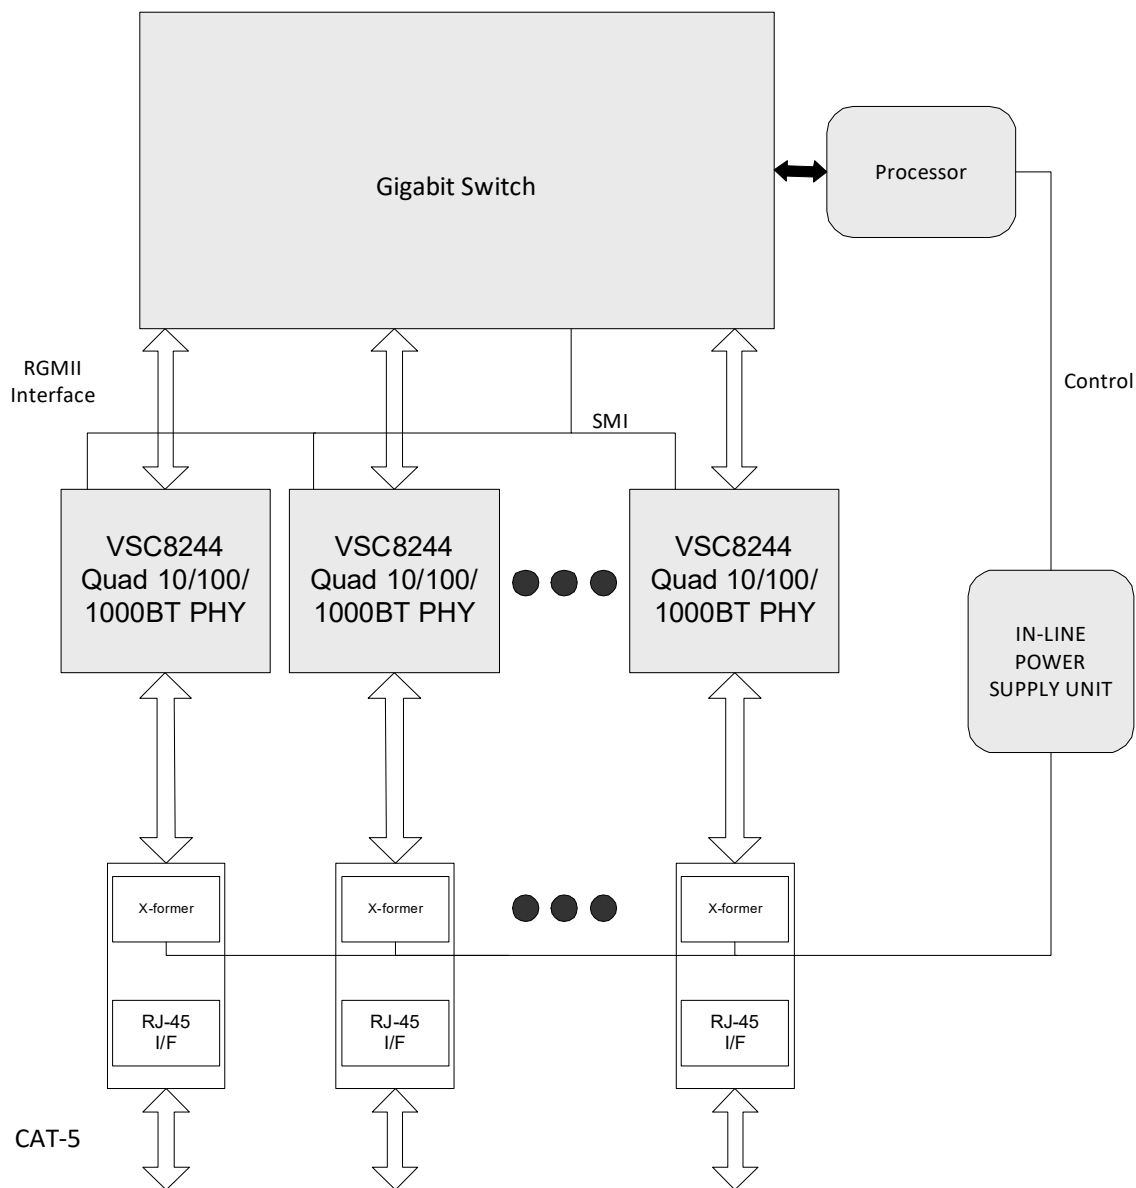 Gigabit Switch
Processor
RGMII
Interface
Control
SMI
VSC8244
Quad 10/100/
1000BT PHY
VSC8244
Quad 10/100/
1000BT PHY
VSC8244
Quad 10/100/
1000BT PHY
IN-LINE
POWER
SUPPLY UNIT
X-former
X-former
X-former
RJ-45
I/F
RJ-45
I/F
RJ-45
I/F
CAT-5